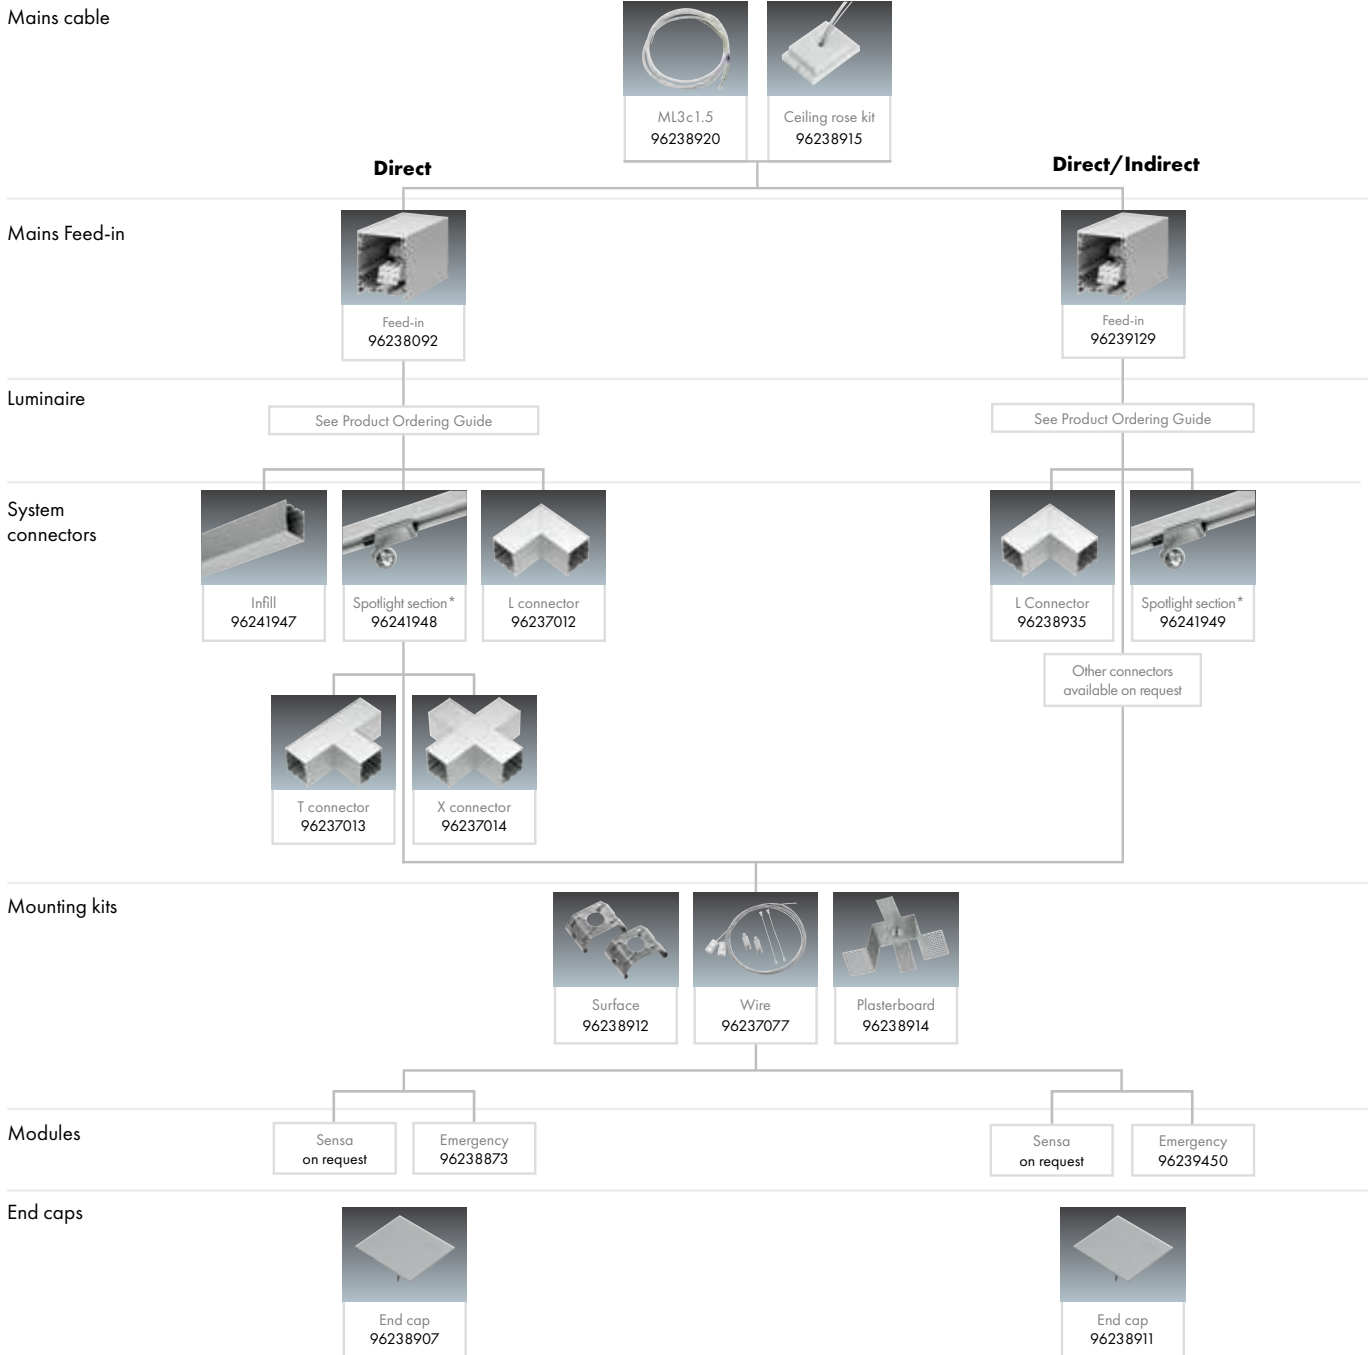 Mains cable
ML3c1.5
96238920
Ceiling rose kit
96238915
Direct
Direct/Indirect
Mains Feed-in
Feed-in
96238092
Feed-in
96239129
Luminaire
See Product Ordering Guide
See Product Ordering Guide
System
connectors
Infill
96241947
Spotlight section*
96241948
L connector
96237012
L Connector
96238935
Spotlight section*
96241949
Other connectors
available on request
T connector
96237013
X connector
96237014
Mounting kits
Surface
96238912
Wire
96237077
Plasterboard
96238914
Modules
Sensa
on request
Emergency
96238873
Sensa
on request
Emergency
96239450
End caps
End cap
96238907
End cap
96238911